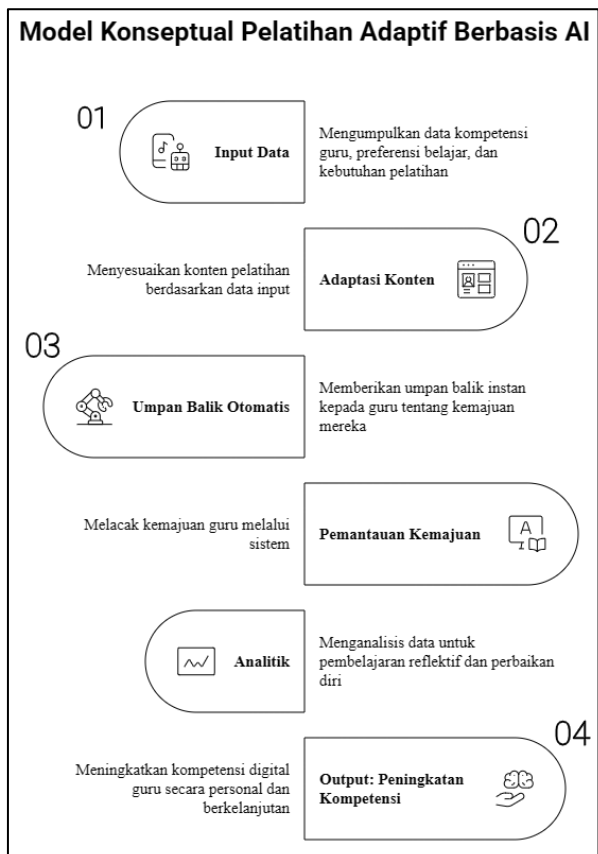 Model Konseptual Pelatihan Adaptif Berbasis AI
01
Input Data
Mengumpulkan data kompetensi
guru, preferensi belajar, dan
kebutuhan pelatihan
02
Menyesuaikan konten pelatihan
berdasarkan data input
Adaptasi Konten
03
Umpan Balik Otomatis
Memberikan umpan balik instan
kepada guru tentang kemajuan
mereka
Melacak kemajuan guru melalui
sistem
Pemantauan Kemajuan
A
Analitik
Menganalisis data untuk
pembelajaran reflektif dan perbaikan
diri
04
Meningkatkan kompetensi digital
guru secara personal dan
berkelanjutan
Output: Peningkatan
Kompetensi